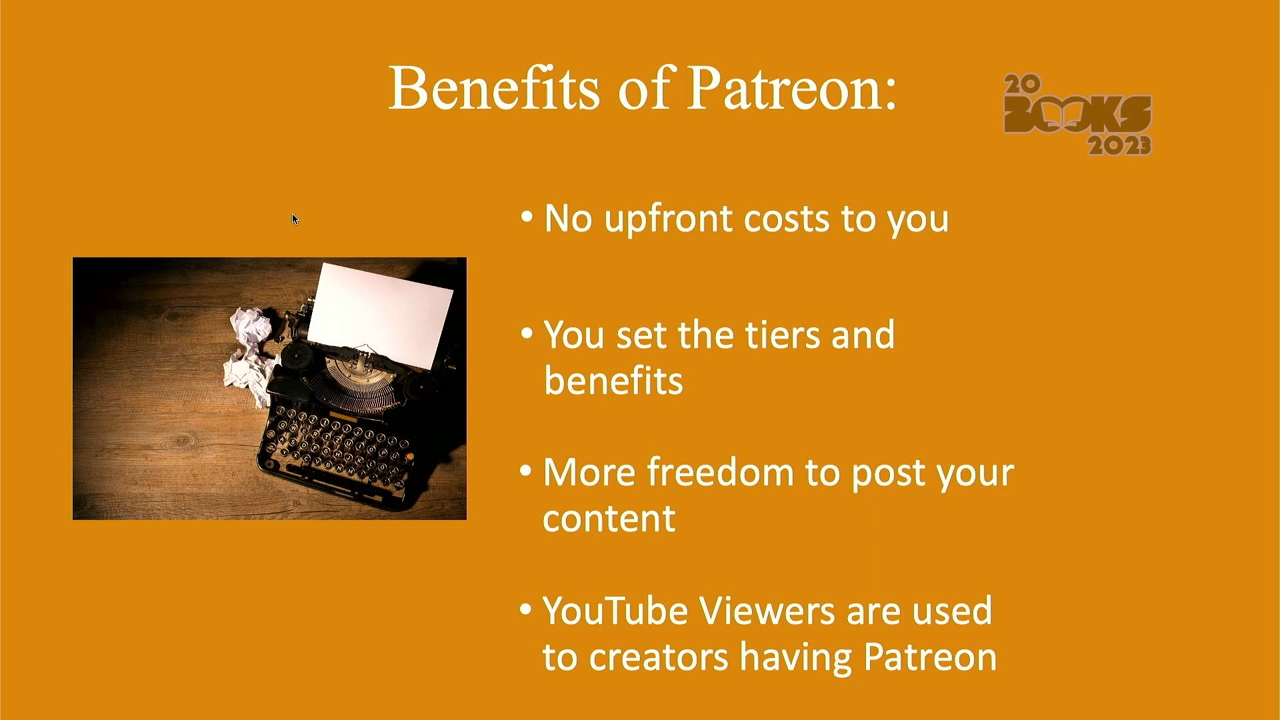 Benefits of Patreon:
20
BOOKS
2023
• No upfront costs to you
• You set the tiers and
benefits
• More freedom to post your
content
• YouTube Viewers are used
to creators having Patreon